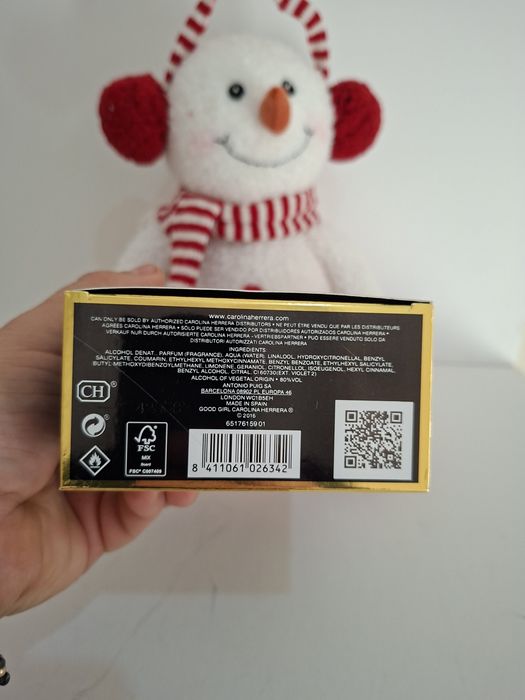 www.carolinaherrera.com
CAN ONLY BE SOLD BY AUTHORIZED CAROLINA HERRERA DISTRIBUTORS • NE PEUT ÊTRE VENDU QUE PAR LES DISTRIBUTEURS
AGRÉÉS CAROLINA HERRERA • SÓLO PUEDE SER VENDIDO POR DISTRIBUIDORES AUTORIZADOS CAROLINA HERRERA •
VERKAUF NUR DURCH AUTORISIERTE CAROLINA HERRERA -VERTRIEBSPARTNER • PUÒ ESSERE VENDUTO SOLO DA
DISTRIBUTORI AUTORIZZATI CAROLINA HERRERA
INGREDIENTS:
ALCOHOL DENAT., PARFUM (FRAGRANCE), AQUA (WATER), LINALOOL, HYDROXYCITRONELLAL, BENZYL
SALICYLATE, COUMARIN, ETHYLHEXYL METHOXYCINNAMATE, BENZYL BENZOATE, ETHYLHEXYL SALICYLATE,
BUTYL METHOXYDIBENZOYLMETHANE, LIMONENE, GERANIOL, CITRONELLOL, ISOEUGENOL, HEXYL CINNAMAL,
BENZYL ALCOHOL, CITRAL, CI 60730 (EXT. VIOLET 2)
ALCOHOL OF VEGETAL ORIGIN • 80%VOL
ANTONIO PUIG SA
BARCELONA 08902 PL EUROPA 46
LONDON WC1B5EH
MADE IN SPAIN
GOOD GIRL CAROLINA HERRERA ®
© 2016
65176159 01
CH
FSC
MIX
Board
FSC® C007409
8 411061 026342